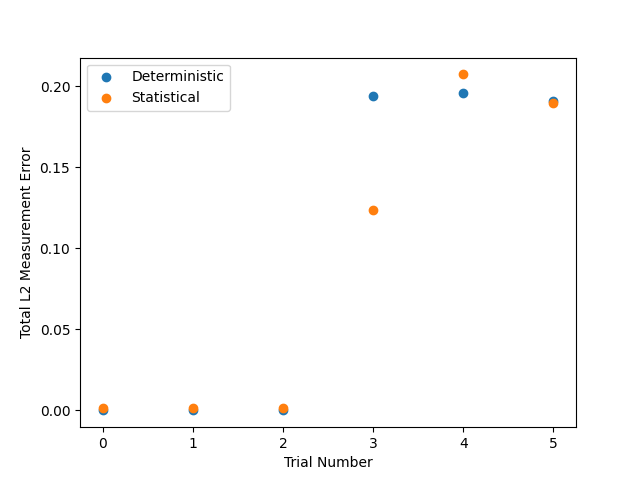 Deterministic
Statistical
0.20
0.15
0.10
0.05
0.00
Total L2 Measurement Error
0 1 2 3 4 5
Trial Number